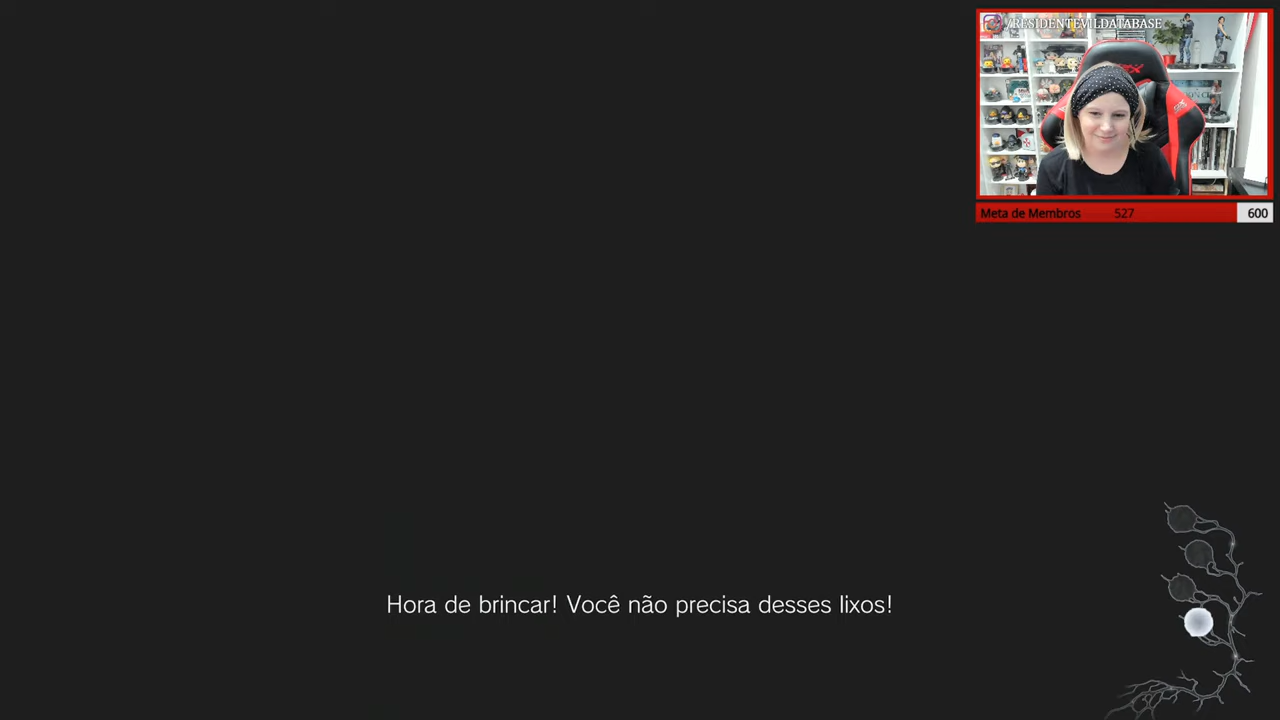 /RESIDENTEVILDATABASE
Meta de Membros 527 600
Hora de brincar! Você não precisa desses lixos!